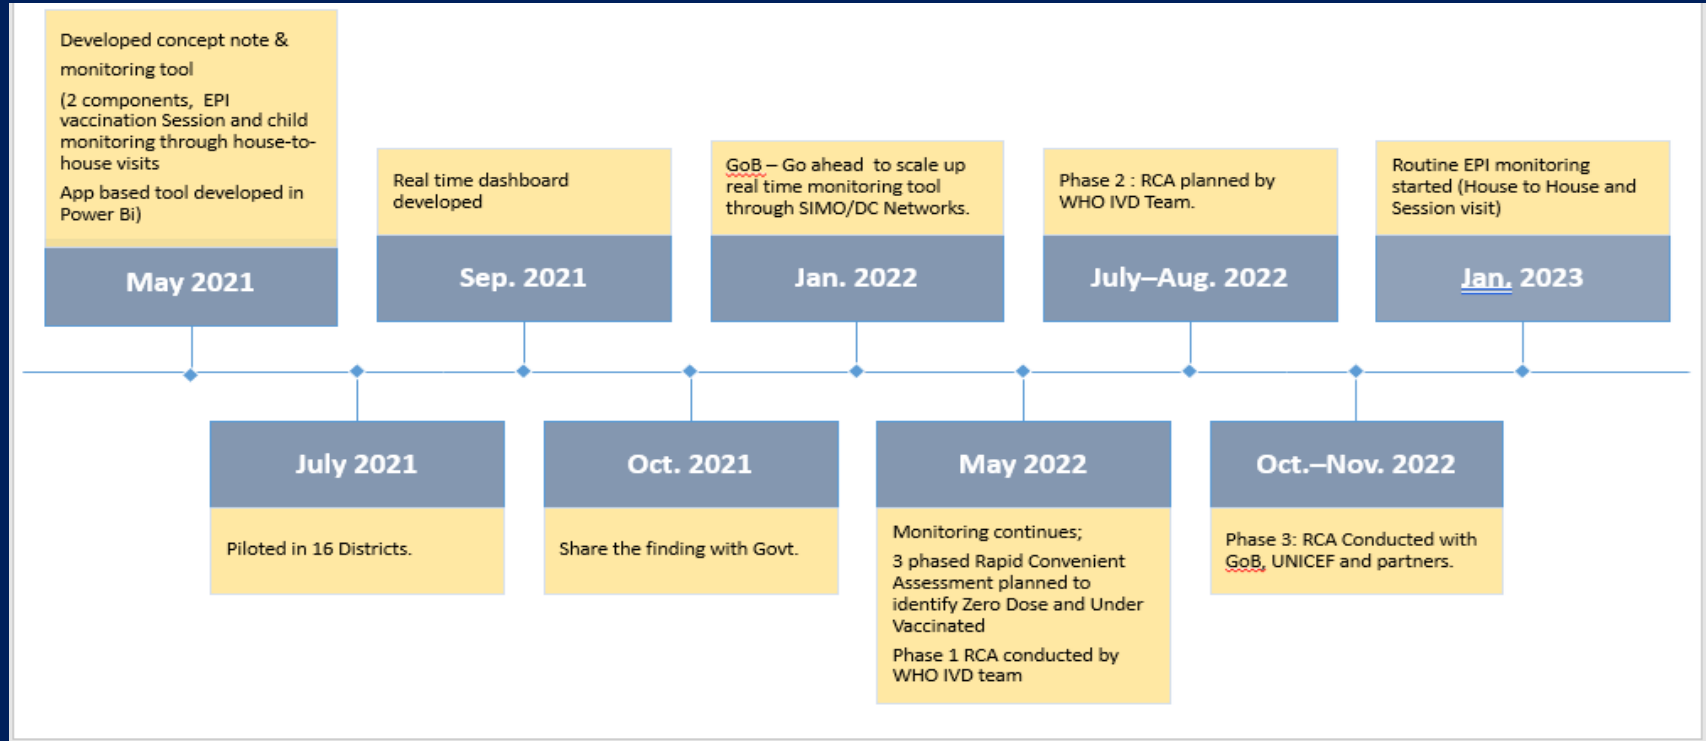 Developed concept note &
monitoring tool
(2 components,  EPI
vaccination Session and child
monitoring through house-to-
house visits
App based tool developed in
Power Bi)
May 2021
Piloted in 16 Districts.
July 2021
Real time dashboard
developed
Sep. 2021
Oct. 2021
Share the finding with Govt.
GoB – Go ahead  to scale up
real time monitoring tool
through SIMO/DC Networks.
Jan. 2022
May 2022
Monitoring continues;
3 phased Rapid Convenient
Assessment planned to
identify Zero Dose and Under
Vaccinated
Phase 1 RCA conducted by
WHO IVD team
Phase 2 : RCA planned by
WHO IVD Team.
July–Aug. 2022
Oct.–Nov. 2022
Phase 3: RCA Conducted with
GoB, UNICEF and partners.
Routine EPI monitoring
started (House to House and
Session visit)
Jan. 2023